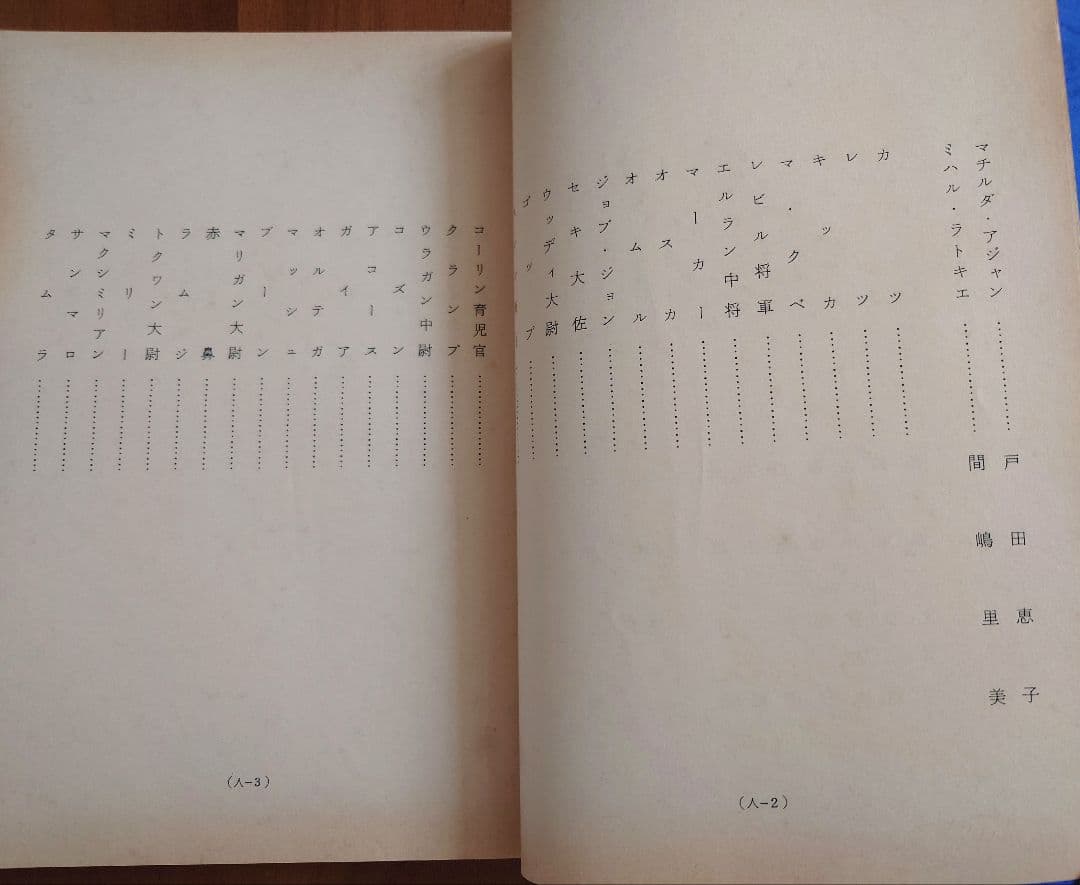 マチルダ・アジャン……………戸田恵子
ミハル・ラトキエ……………間嶋里美
カツ……………
レツ……………
キッカ……………
マ・クベ……………
レビル将軍……………
エルラン中将……………
マーカー……………
オスカ……………
オムル……………
ジョブ・ジョン……………
セキ大佐……………
ウッディ大尉……………
ゴップ……………
(人-2)
コーリン育児官……………
クランプ……………
ウラガン中尉……………
コズン……………
アコース……………
ガイア……………
オルテガ……………
マッシュ……………
ブーン……………
マリガン大尉……………
赤鼻……………
ラムジ……………
トクワン大尉……………
ミリー……………
マクシミリアン……………
サンマロ……………
タムラ……………
(人-3)